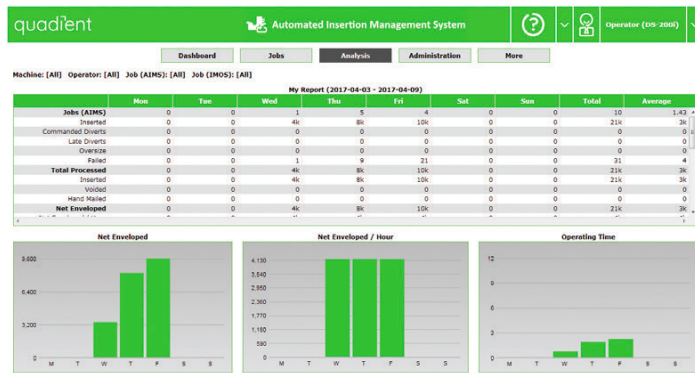 quadient Automated Insertion Management System ? Operator (DS-200i)
Dashboard Jobs Analysis Administration More
Machine: [All] Operator: [All] Job (AIMS): [All] Job (IMOS): [All]
My Report (2017-04-03 - 2017-04-09)
Mon Tue Wed Thu Fri Sat Sun Total Average
Jobs (AIMS) 0 0 1 5 4 0 0 10 1.43
Inserted 0 0 4k 8k 10k 0 0 21k 3k
Commanded Diverts 0 0 0 0 0 0 0 0 0
Late Diverts 0 0 0 0 0 0 0 0 0
Oversize 0 0 0 0 0 0 0 0 0
Failed 0 0 1 9 21 0 0 31 4
Total Processed 0 0 4k 8k 10k 0 0 21k 3k
Inserted 0 0 4k 8k 10k 0 0 21k 3k
Voided 0 0 0 0 0 0 0 0 0
Hand Mailed 0 0 0 0 0 0 0 0 0
Net Enveloped 0 0 4k 8k 10k 0 0 21k 3k
Net Enveloped
9,600
6,400
3,200
0
M T W T F S S
Net Enveloped / Hour
4,130
3,540
2,950
2,360
1,770
1,180
590
0
M T W T F S S
Operating Time
12
9
6
3
0
M T W T F S S